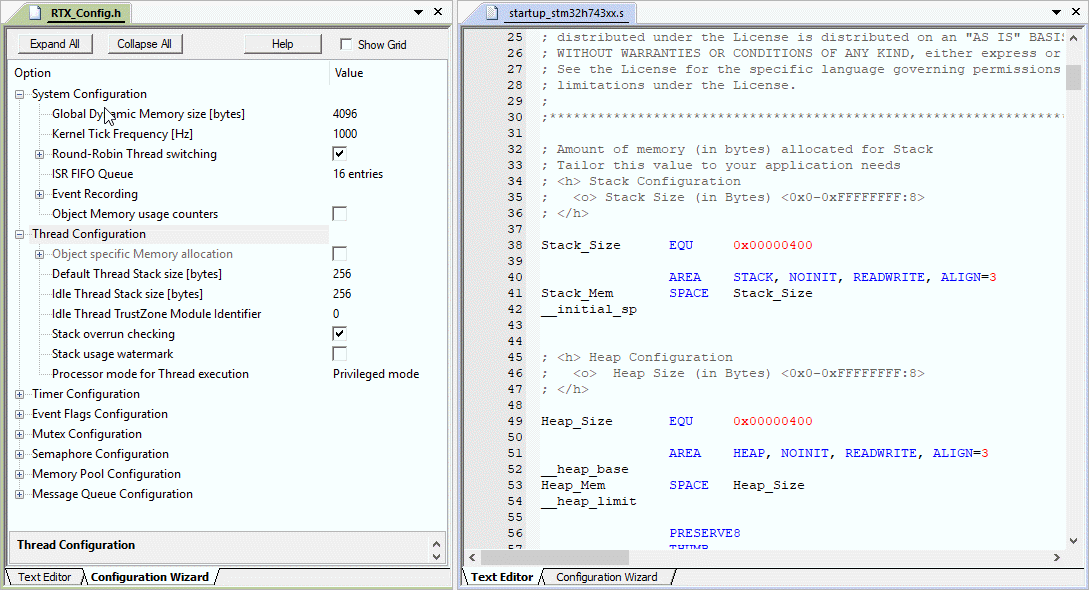 RTX_Config.h
Expand All Collapse All Help Show Grid
Option Value
System Configuration
Global Dynamic Memory size [bytes] 4096
Kernel Tick Frequency [Hz] 1000
Round-Robin Thread switching
ISR FIFO Queue 16 entries
Event Recording
Object Memory usage counters
Thread Configuration
Object specific Memory allocation
Default Thread Stack size [bytes] 256
Idle Thread Stack size [bytes] 256
Idle Thread TrustZone Module Identifier 0
Stack overrun checking
Stack usage watermark
Processor mode for Thread execution Privileged mode
Timer Configuration
Event Flags Configuration
Mutex Configuration
Semaphore Configuration
Memory Pool Configuration
Message Queue Configuration
Thread Configuration
Text Editor Configuration Wizard
startup_stm32h743xx.s
25 ; distributed under the License is distributed on an "AS IS" BASIS
26 ; WITHOUT WARRANTIES OR CONDITIONS OF ANY KIND, either express or
27 ; See the License for the specific language governing permissions
28 ; limitations under the License.
29 ;
30 ;*****************************************************************
31
32 ; Amount of memory (in bytes) allocated for Stack
33 ; Tailor this value to your application needs
34 ; <h> Stack Configuration
35 ;   <o> Stack Size (in Bytes) <0x0-0xFFFFFFFF:8>
36 ; </h>
37
38 Stack_Size      EQU     0x00000400
39
40                 AREA    STACK, NOINIT, READWRITE, ALIGN=3
41 Stack_Mem       SPACE   Stack_Size
42 __initial_sp
43
44
45 ; <h> Heap Configuration
46 ;   <o>  Heap Size (in Bytes) <0x0-0xFFFFFFFF:8>
47 ; </h>
48
49 Heap_Size       EQU     0x00000400
50
51                 AREA    HEAP, NOINIT, READWRITE, ALIGN=3
52 __heap_base
53 Heap_Mem        SPACE   Heap_Size
54 __heap_limit
55
56                 PRESERVE8
57                 THUMB
Text Editor Configuration Wizard